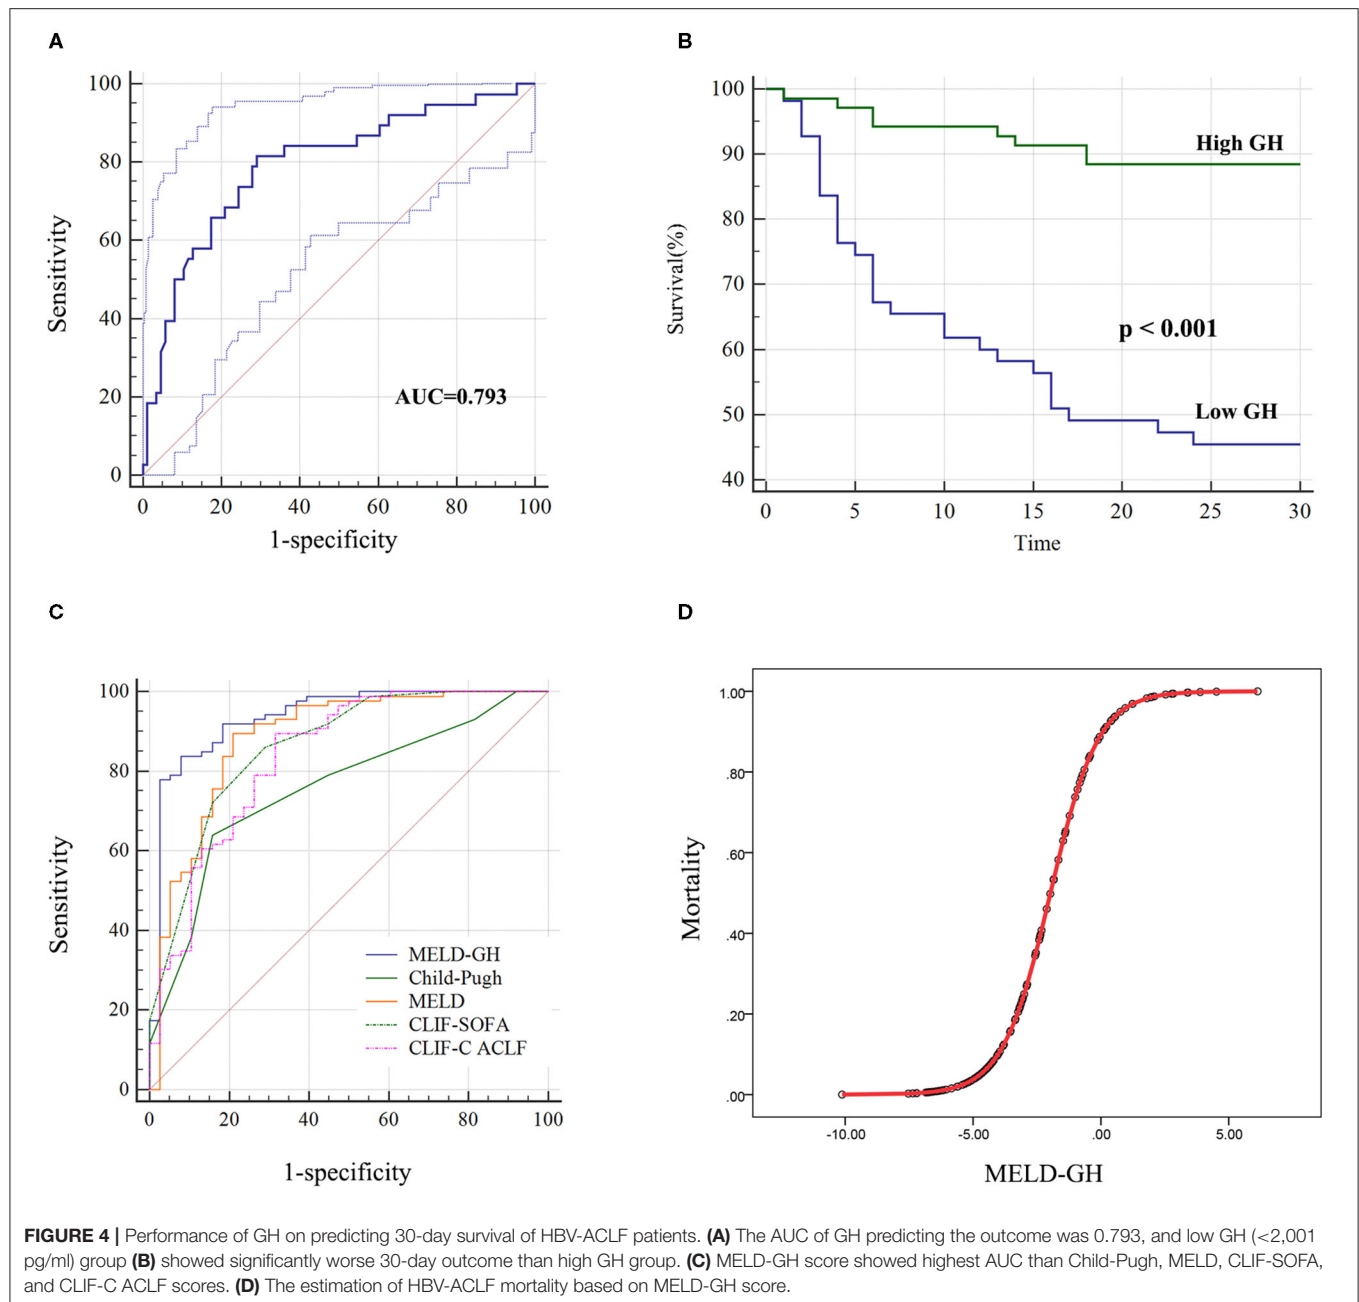 A
100
80
60
40
20
0
Sensitivity
AUC=0.793
0 20 40 60 80 100
1-specificity
B
100
90
80
70
60
50
40
Survival(%)
High GH
p < 0.001
Low GH
0 5 10 15 20 25 30
Time
C
100
80
60
40
20
0
Sensitivity
MELD-GH
Child-Pugh
MELD
CLIF-SOFA
CLIF-C ACLF
0 20 40 60 80 100
1-specificity
D
1.00
.80
.60
.40
.20
.00
Mortality
-10.00 -5.00 .00 5.00
MELD-GH
FIGURE 4 | Performance of GH on predicting 30-day survival of HBV-ACLF patients. (A) The AUC of GH predicting the outcome was 0.793, and low GH (<2,001
pg/ml) group (B) showed significantly worse 30-day outcome than high GH group. (C) MELD-GH score showed highest AUC than Child-Pugh, MELD, CLIF-SOFA,
and CLIF-C ACLF scores. (D) The estimation of HBV-ACLF mortality based on MELD-GH score.